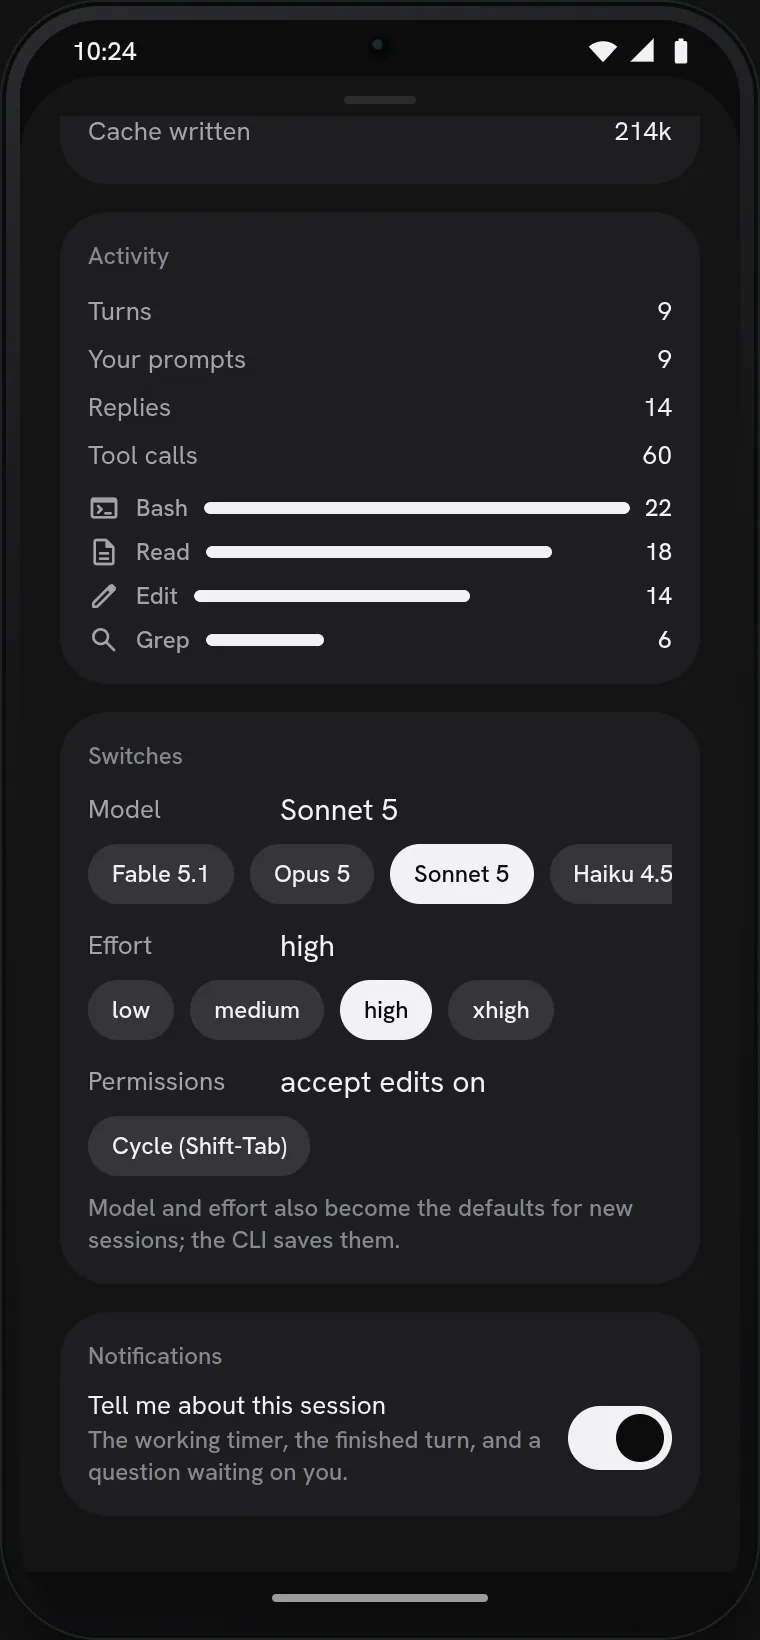 10:24
Cache written 214k
Activity
Turns 9
Your prompts 9
Replies 14
Tool calls 60
Bash 22
Read 18
Edit 14
Grep 6
Switches
Model Sonnet 5
Fable 5.1 Opus 5 Sonnet 5 Haiku 4.5
Effort high
low medium high xhigh
Permissions accept edits on
Cycle (Shift-Tab)
Model and effort also become the defaults for new
sessions; the CLI saves them.
Notifications
Tell me about this session
The working timer, the finished turn, and a
question waiting on you.